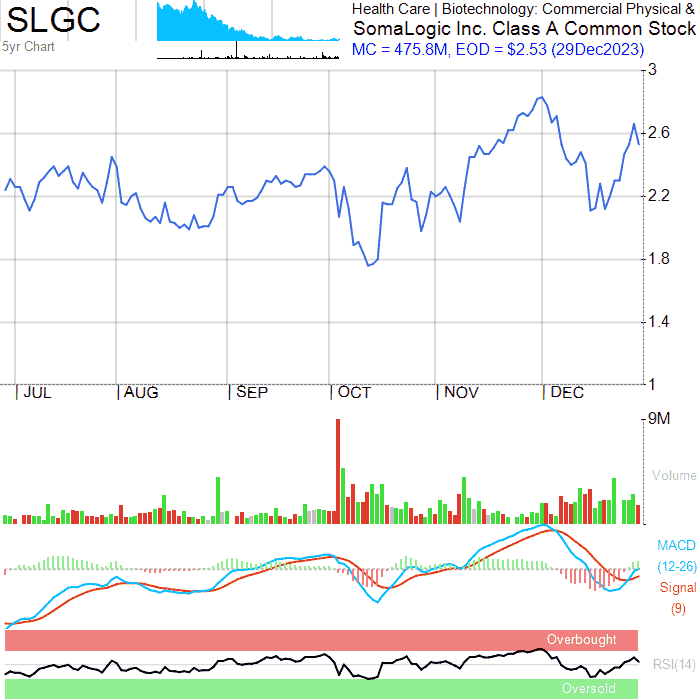 SLGC
5yr Chart
Health Care | Biotechnology: Commercial Physical &
SomaLogic Inc. Class A Common Stock
MC = 475.8M, EOD = $2.53 (29Dec2023)
3
2.6
2.2
1.8
1.4
1
|JUL |AUG |SEP |OCT |NOV |DEC
9M
Volume
MACD
(12-26)
Signal
(9)
Overbought
RSI(14)
Oversold